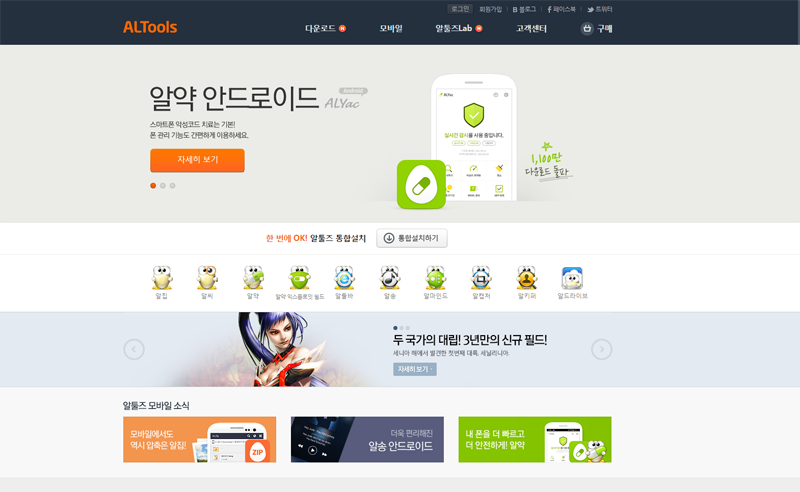 로그인 회원가입 B 블로그 f 페이스북 트위터
ALTools 다운로드 N 모바일 알툴즈Lab N 고객센터 구매
알약 안드로이드 Android
ALYac
스마트폰 악성코드 치료는 기본!
폰 관리 기능도 간편하게 이용하세요.
자세히 보기
ALYac
실시간 감시를 사용 중입니다.
1,100만
다운로드 돌파
한 번에 OK! 알툴즈 통합설치 통합설치하기
알집 알씨 알약 알약 익스플로잇 쉴드 알툴바 알송 알마인드 알캡처 알키퍼 알드라이브
두 국가의 대립! 3년만의 신규 필드!
세니아 해에서 발견한 첫번째 대륙, 세닐리니아.
자세히 보기
알툴즈 모바일 소식
모바일에서도
역시 압축은 알집!
ZIP
더욱 편리해진
알송 안드로이드
내 폰을 더 빠르고
더 안전하게! 알약